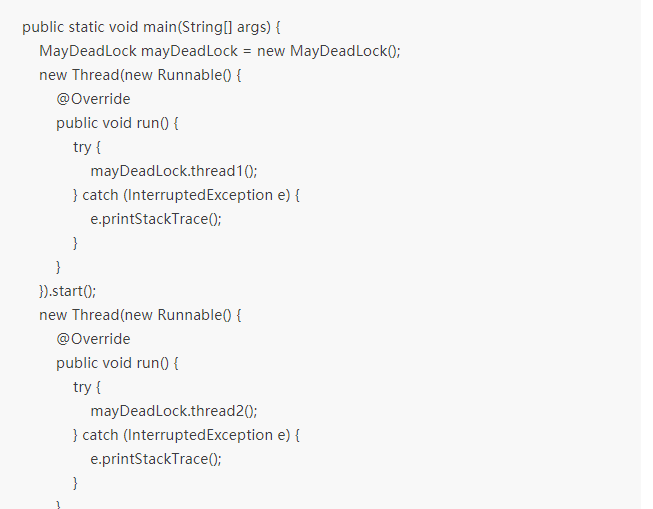 public static void main(String[] args) {
MayDeadLock mayDeadLock = new MayDeadLock();
new Thread(new Runnable() {
@Override
public void run() {
try {
mayDeadLock.thread1();
} catch (InterruptedException e) {
e.printStackTrace();
}
}
}).start();
new Thread(new Runnable() {
@Override
public void run() {
try {
mayDeadLock.thread2();
} catch (InterruptedException e) {
e.printStackTrace();
}
}